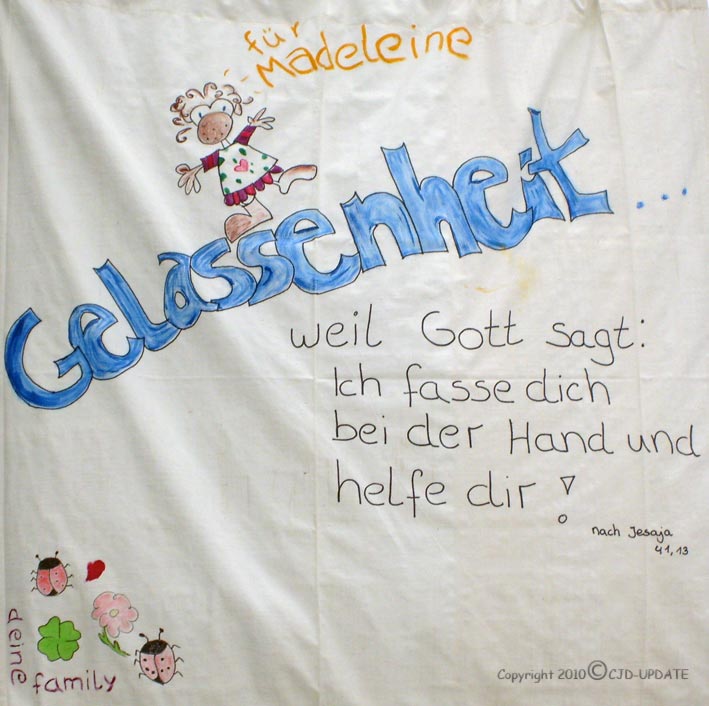 für
Madeleine
Gelassenheit...
weil Gott sagt:
Ich fasse dich
bei der Hand und
helfe dir!
nach Jesaja
41,13
deine family
Copyright 2010 © CJD-UPDATE